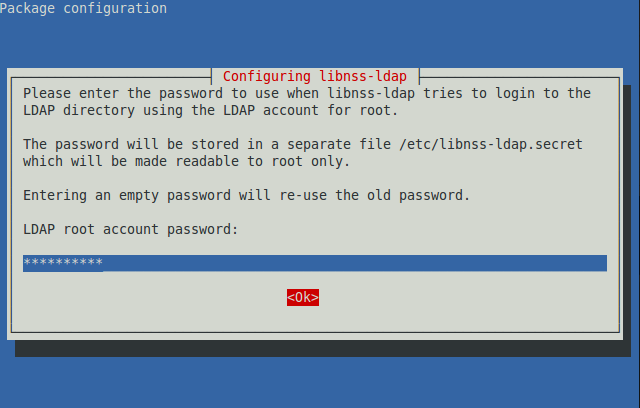 Package configuration
Configuring libnss-ldap
Please enter the password to use when libnss-ldap tries to login to the
LDAP directory using the LDAP account for root.
The password will be stored in a separate file /etc/libnss-ldap.secret
which will be made readable to root only.
Entering an empty password will re-use the old password.
LDAP root account password:
**********
<Ok>